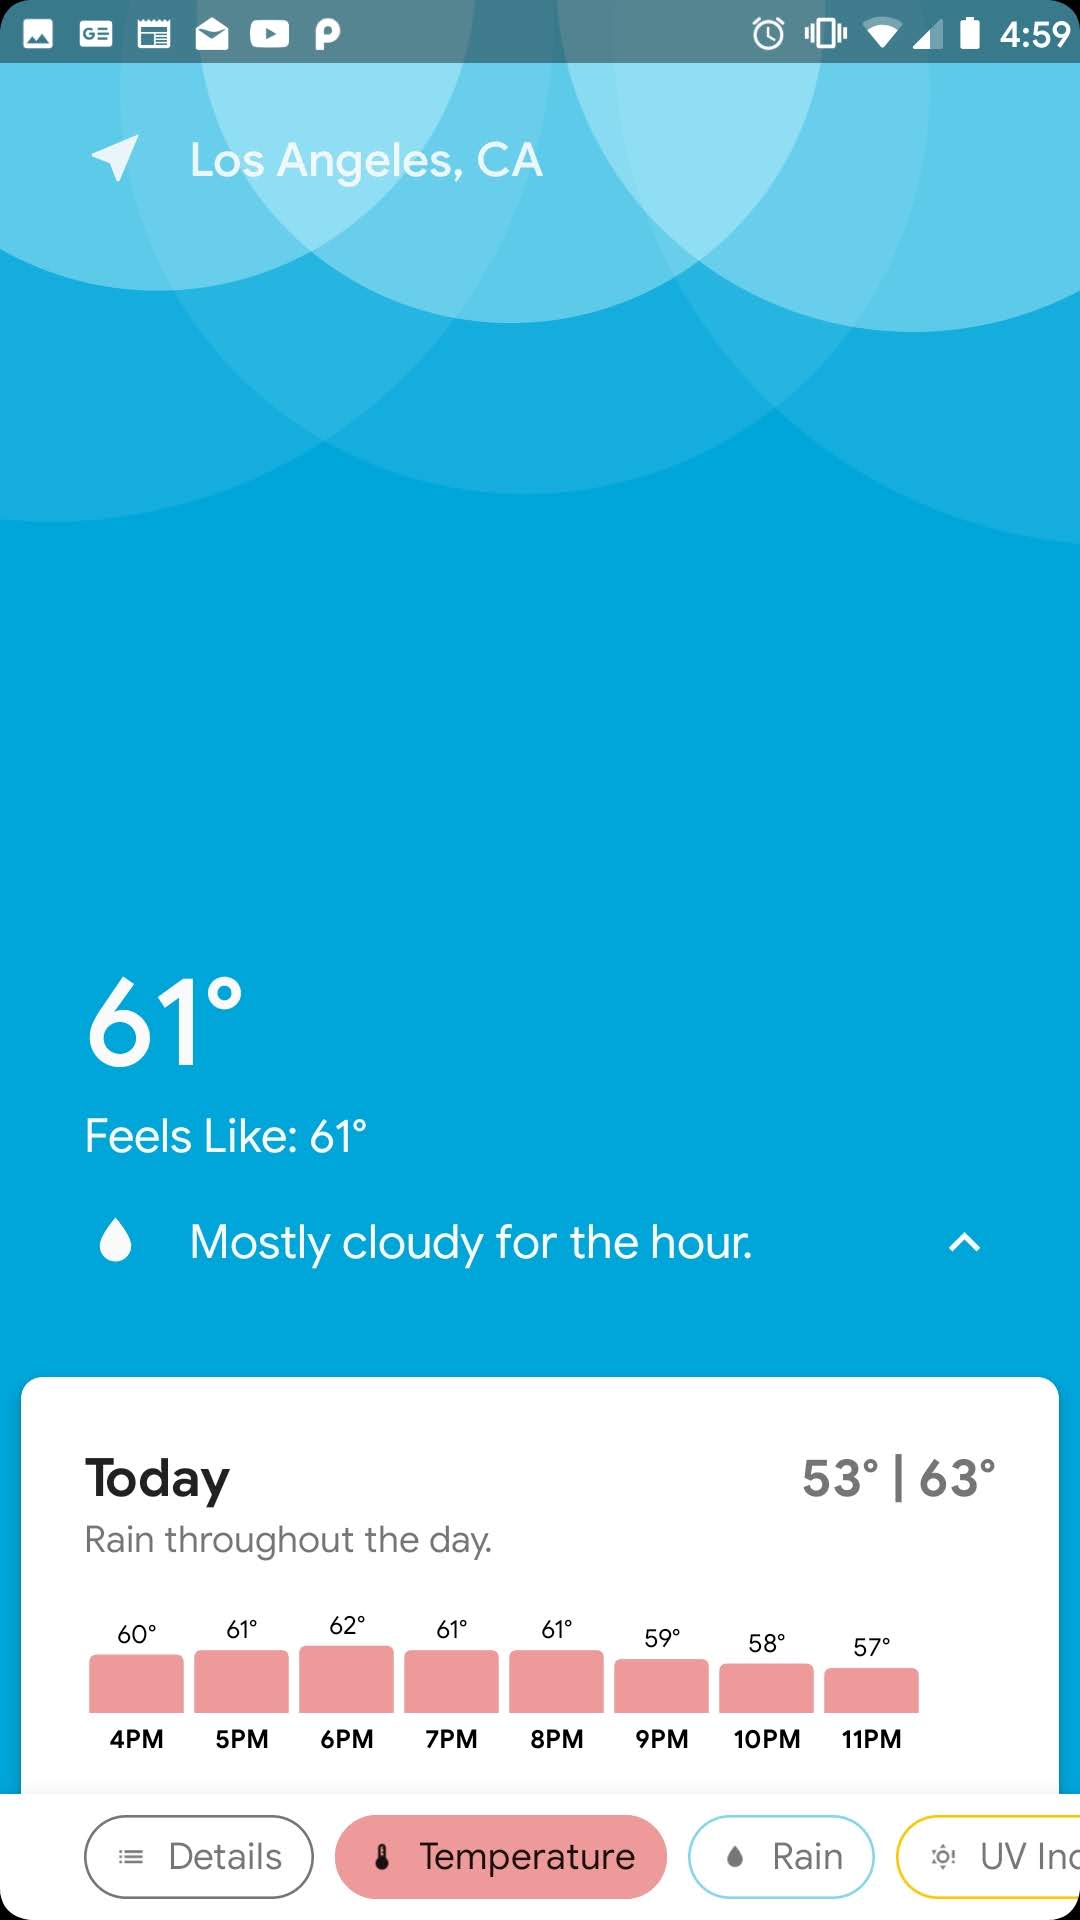 GE 4:59
Los Angeles, CA
61°
Feels Like: 61°
Mostly cloudy for the hour.
Today 53° | 63°
Rain throughout the day.
60° 61° 62° 61° 61° 59° 58° 57°
4PM 5PM 6PM 7PM 8PM 9PM 10PM 11PM
Details Temperature Rain UV Ind